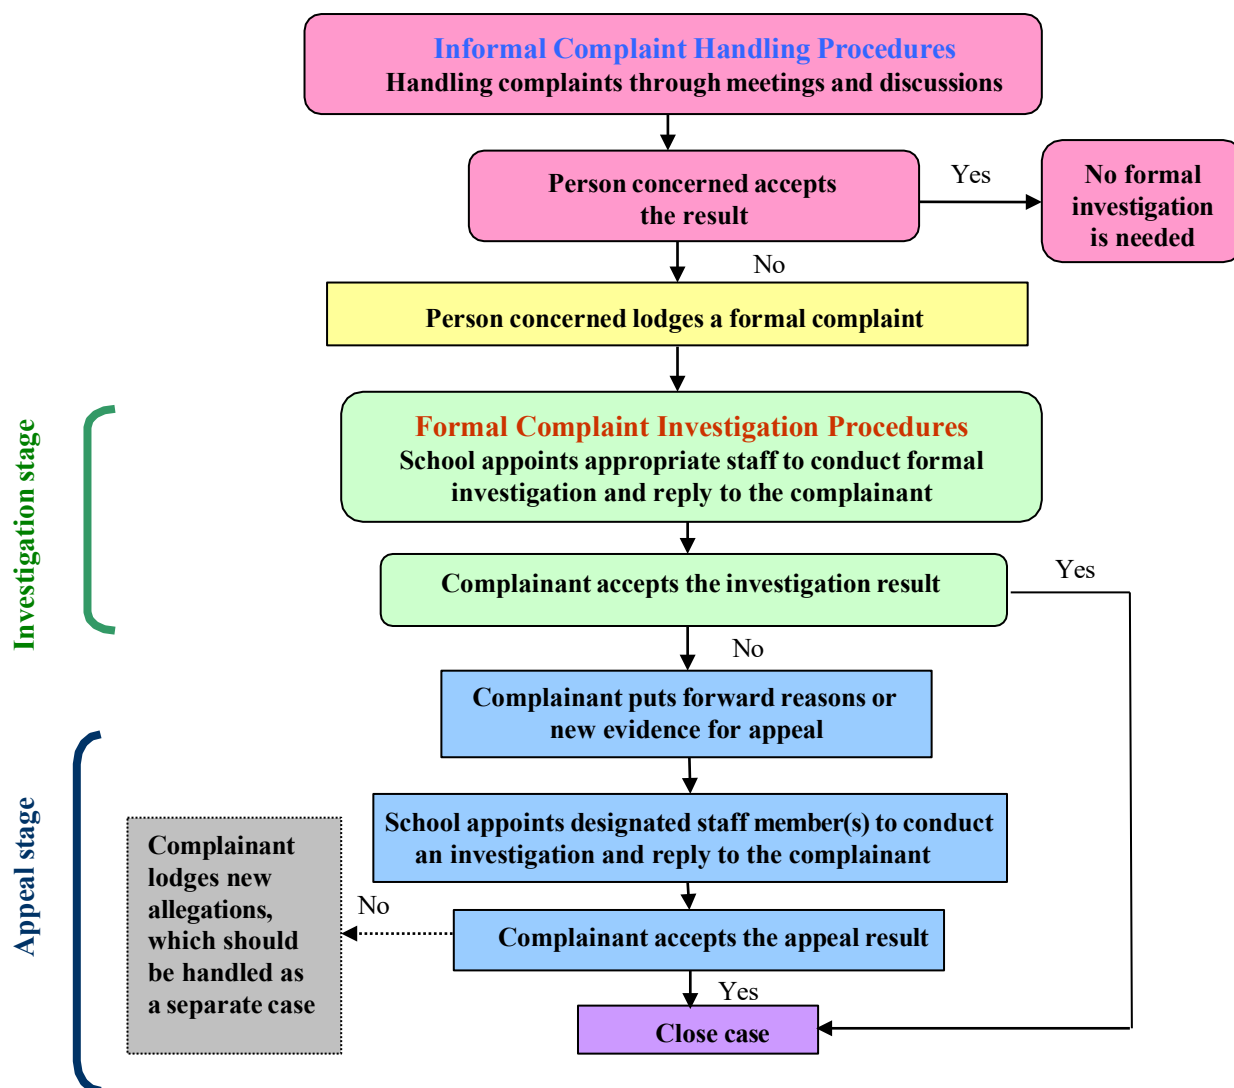 Informal Complaint Handling Procedures
Handling complaints through meetings and discussions
Person concerned accepts
the result
Yes
No formal
investigation
is needed
No
Person concerned lodges a formal complaint
Investigation stage
Formal Complaint Investigation Procedures
School appoints appropriate staff to conduct formal
investigation and reply to the complainant
Complainant accepts the investigation result
Yes
No
Complainant puts forward reasons or
new evidence for appeal
Appeal stage
School appoints designated staff member(s) to conduct
an investigation and reply to the complainant
Complainant
lodges new
allegations,
which should
be handled as
a separate case
No
Complainant accepts the appeal result
Yes
Close case